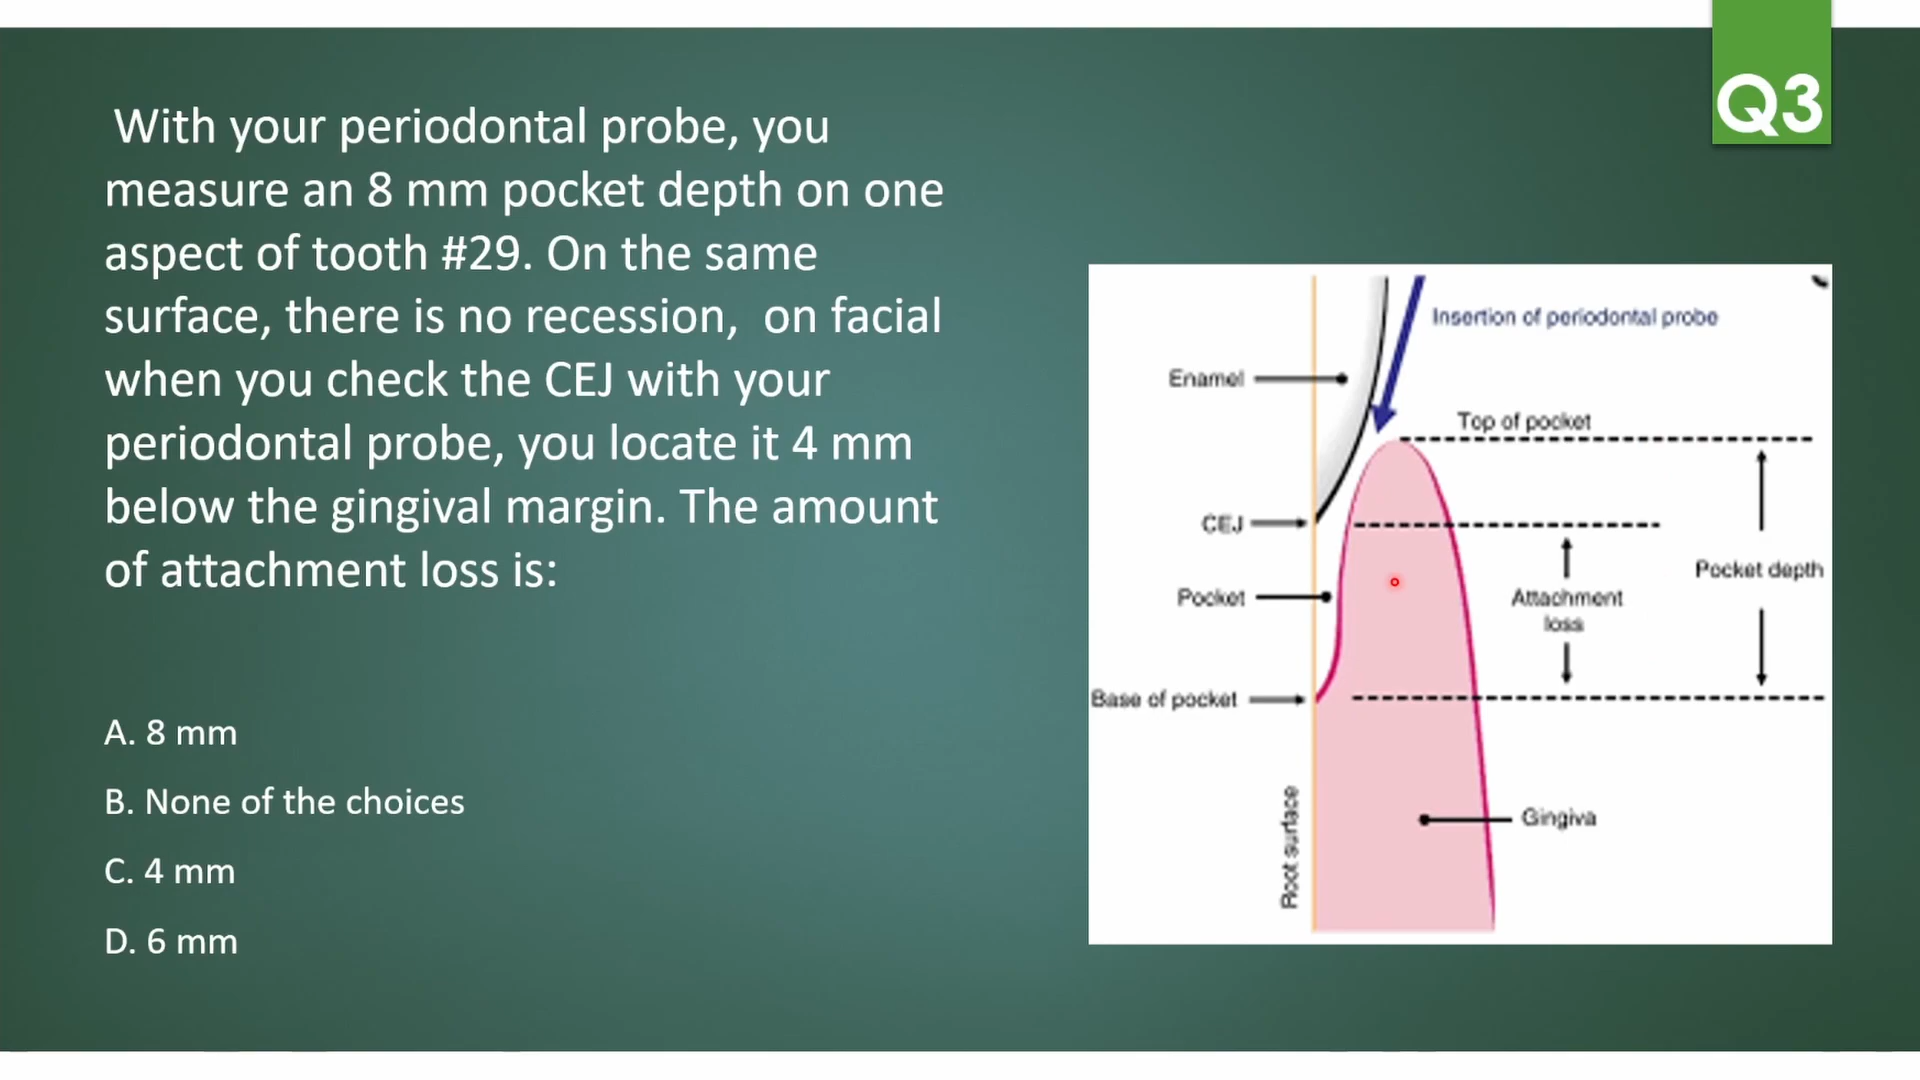 Q3
With your periodontal probe, you
measure an 8 mm pocket depth on one
aspect of tooth #29. On the same
surface, there is no recession,  on facial
when you check the CEJ with your
periodontal probe, you locate it 4 mm
below the gingival margin. The amount
of attachment loss is:
A. 8 mm
B. None of the choices
C. 4 mm
D. 6 mm
Insertion of periodontal probe
Enamel
Top of pocket
CEJ
Pocket depth
Pocket
Attachment
loss
Base of pocket
Root surface
Gingiva